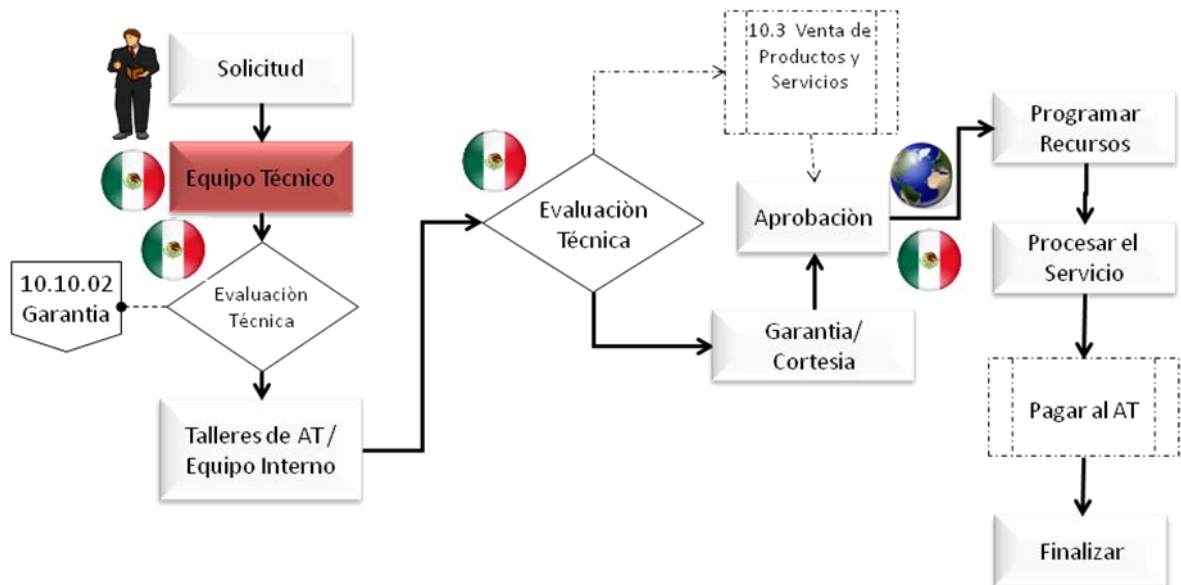 Solicitud
Equipo Técnico
10.10.02
Garantia
Evaluaciòn
Técnica
Talleres de AT/
Equipo Interno
Evaluaciòn
Técnica
10.3 Venta de
Productos y
Servicios
Aprobaciòn
Garantia/
Cortesia
Programar
Recursos
Procesar el
Servicio
Pagar al AT
Finalizar